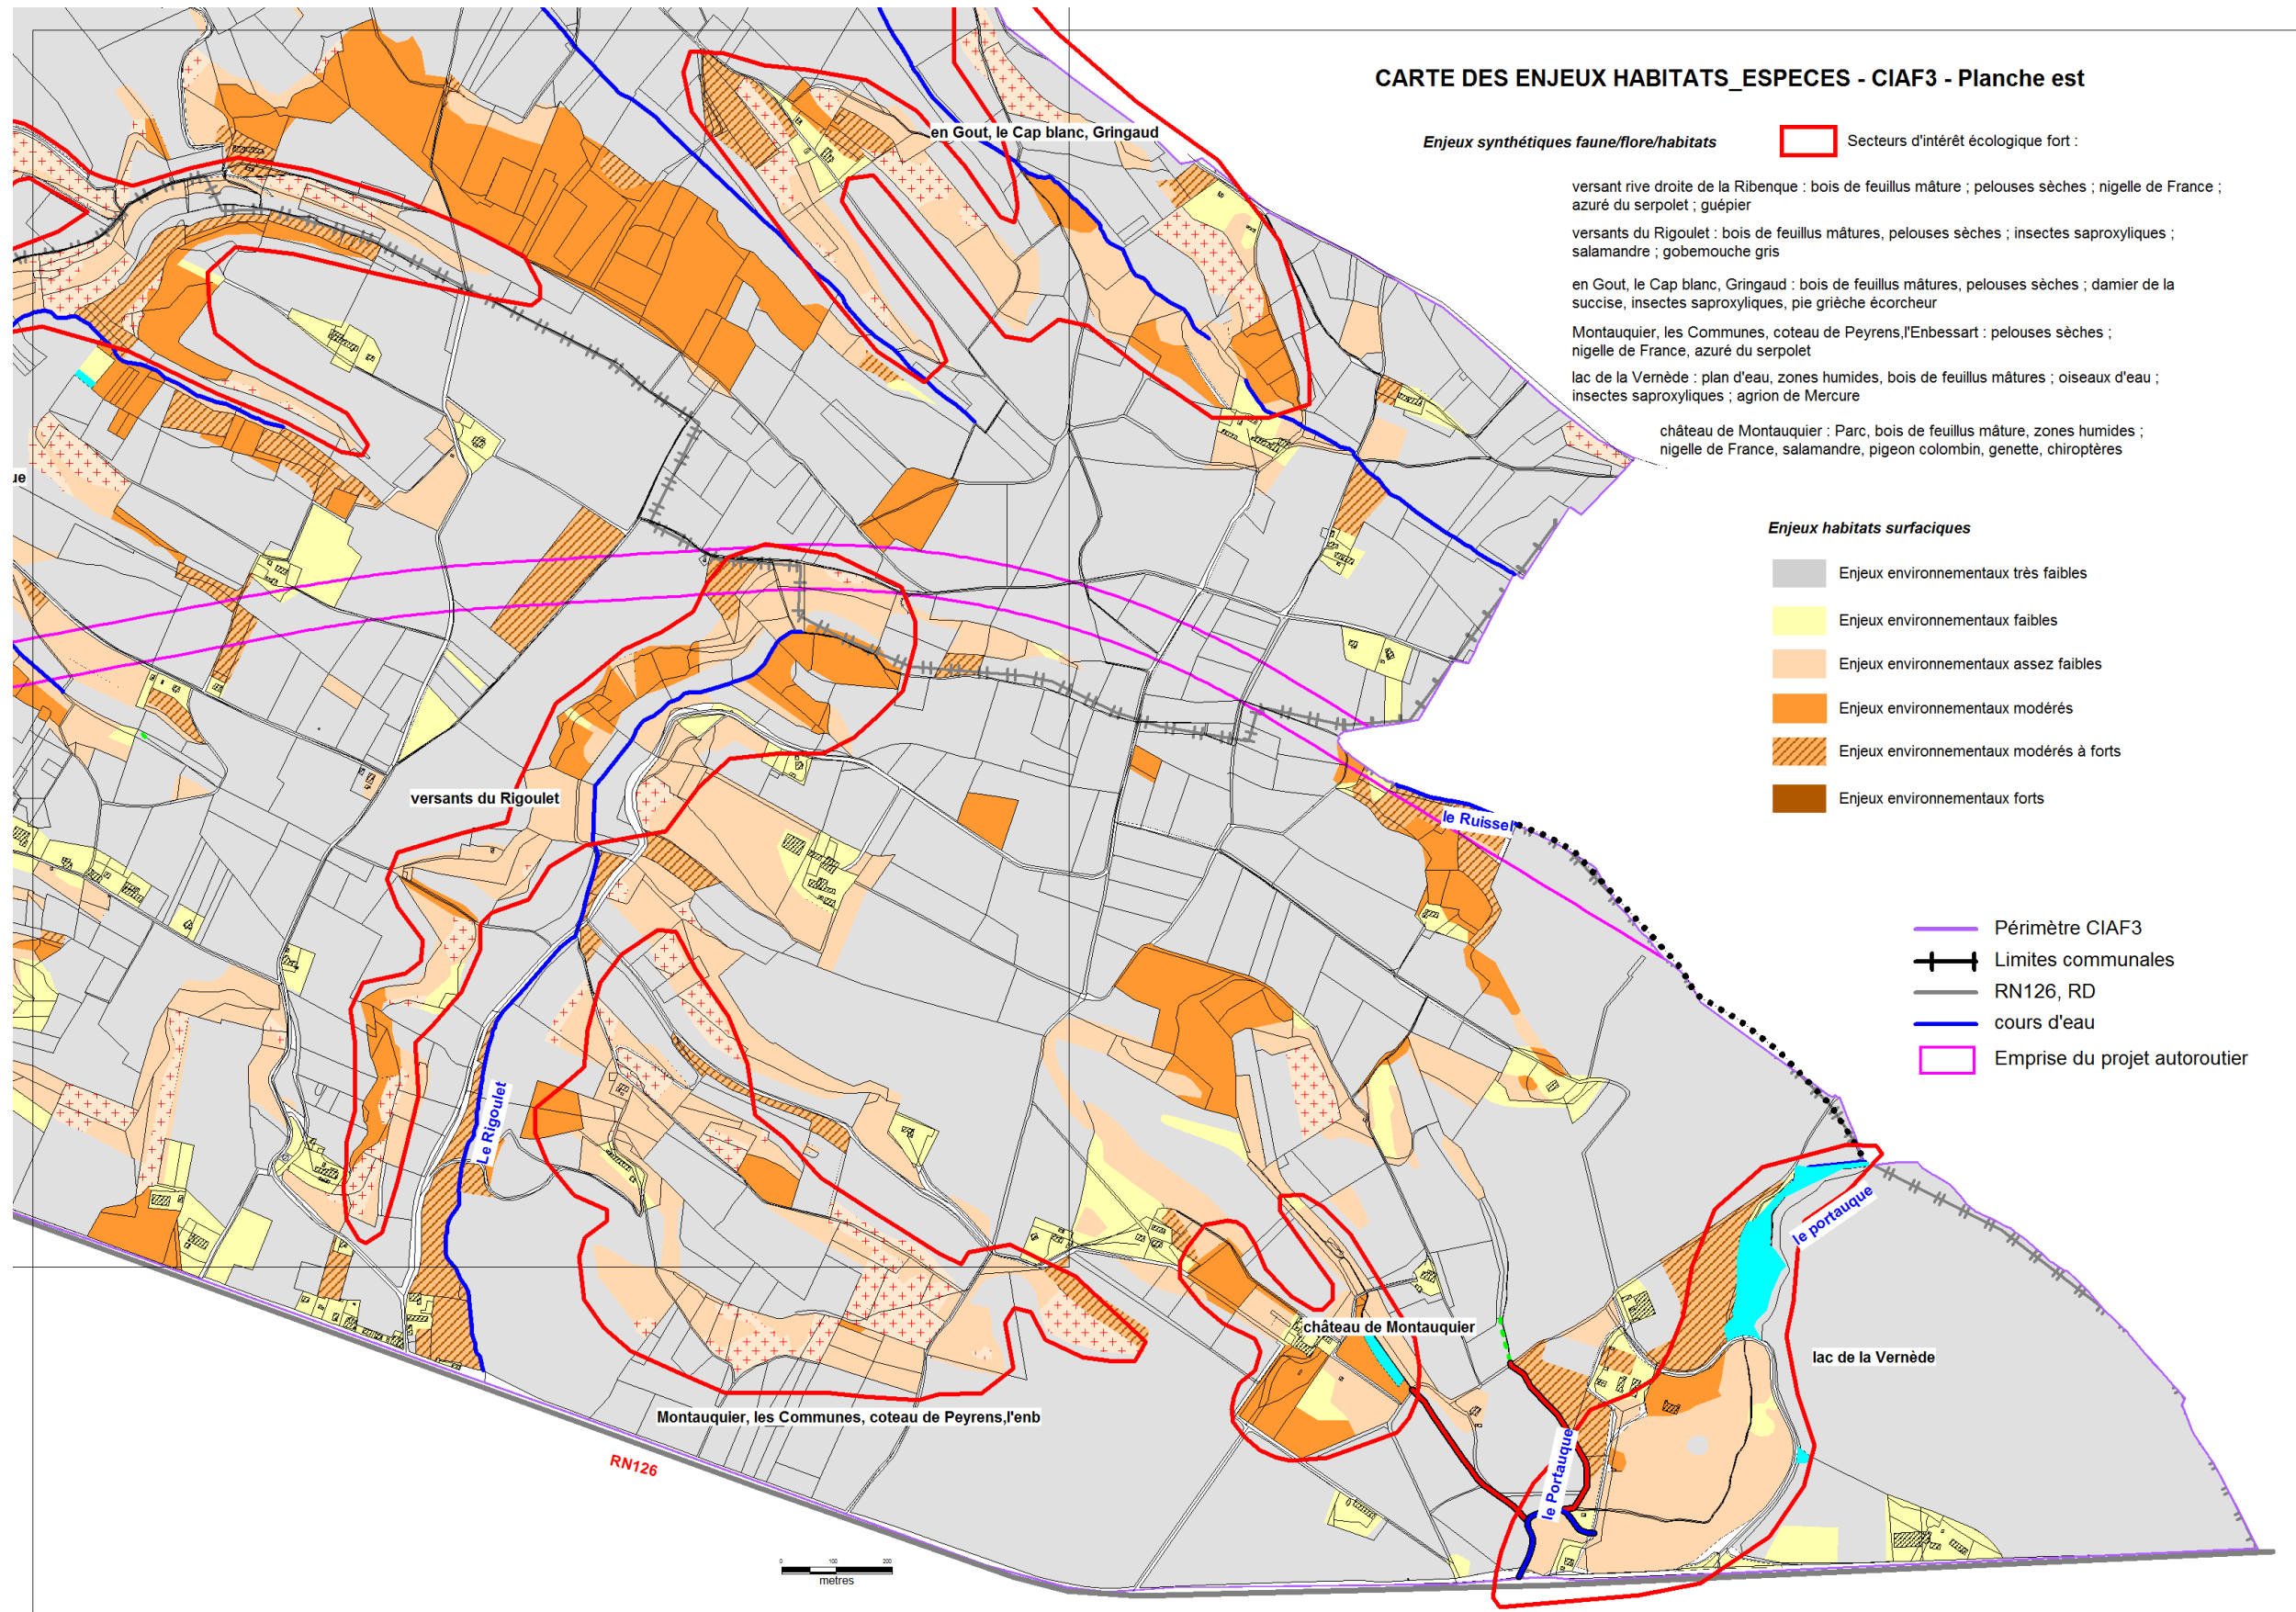 CARTE DES ENJEUX HABITATS_ESPECES - CIAF3 - Planche est
Enjeux synthétiques faune/flore/habitats
Secteurs d'intérêt écologique fort :
versant rive droite de la Ribenque : bois de feuillus mâture ; pelouses sèches ; nigelle de France ;
azuré du serpolet ; guépier
versants du Rigoulet : bois de feuillus mâtures, pelouses sèches ; insectes saproxyliques ;
salamandre ; gobemouche gris
en Gout, le Cap blanc, Gringaud : bois de feuillus mâtures, pelouses sèches ; damier de la
succise, insectes saproxyliques, pie grièche écorcheur
Montauquier, les Communes, coteau de Peyrens,l'Enbessart : pelouses sèches ;
nigelle de France, azuré du serpolet
lac de la Vernède : plan d'eau, zones humides, bois de feuillus mâtures ; oiseaux d'eau ;
insectes saproxyliques ; agrion de Mercure
château de Montauquier : Parc, bois de feuillus mâture, zones humides ;
nigelle de France, salamandre, pigeon colombin, genette, chiroptères
Enjeux habitats surfaciques
Enjeux environnementaux très faibles
Enjeux environnementaux faibles
Enjeux environnementaux assez faibles
Enjeux environnementaux modérés
Enjeux environnementaux modérés à forts
Enjeux environnementaux forts
Périmètre CIAF3
Limites communales
RN126, RD
cours d'eau
Emprise du projet autoroutier
en Gout, le Cap blanc, Gringaud
ue
versants du Rigoulet
le Ruissel
Le Rigoulet
le portauque
château de Montauquier
lac de la Vernède
Montauquier, les Communes, coteau de Peyrens,l'enb
le Portauque
RN126
0 100 200
metres